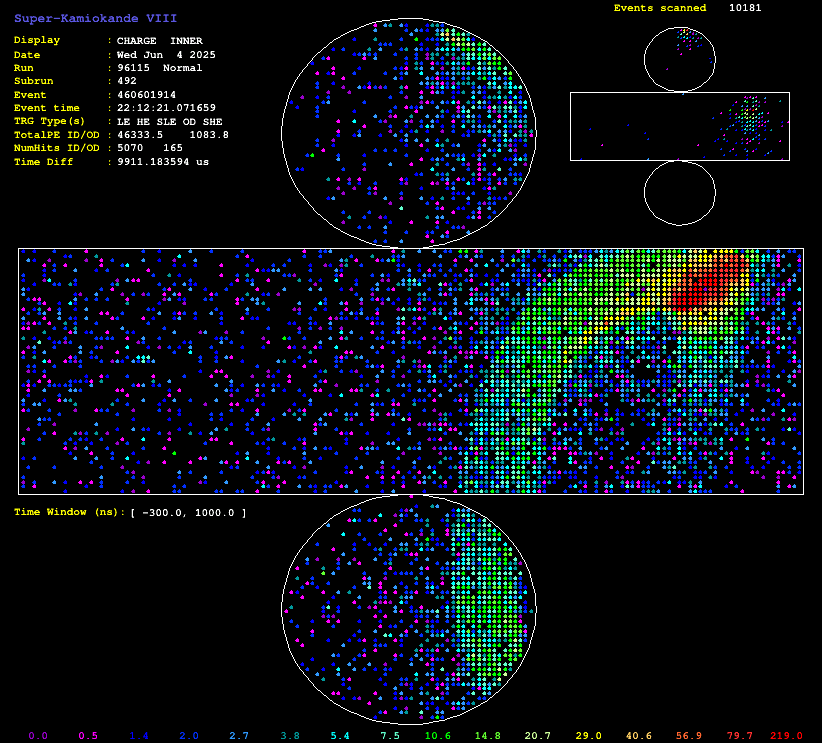 Super-Kamiokande VIII
Events scanned 10181
Display : CHARGE INNER
Date : Wed Jun 4 2025
Run : 96115 Normal
Subrun : 492
Event : 460601914
Event time : 22:12:21.071659
TRG Type(s) : LE HE SLE OD SHE
TotalPE ID/OD : 46333.5 1083.8
NumHits ID/OD : 5070 165
Time Diff : 9911.183594 us
Time Window (ns): [ -300.0, 1000.0 ]
0.0 0.5 1.4 2.0 2.7 3.8 5.4 7.5 10.6 14.8 20.7 29.0 40.6 56.9 79.7 219.0